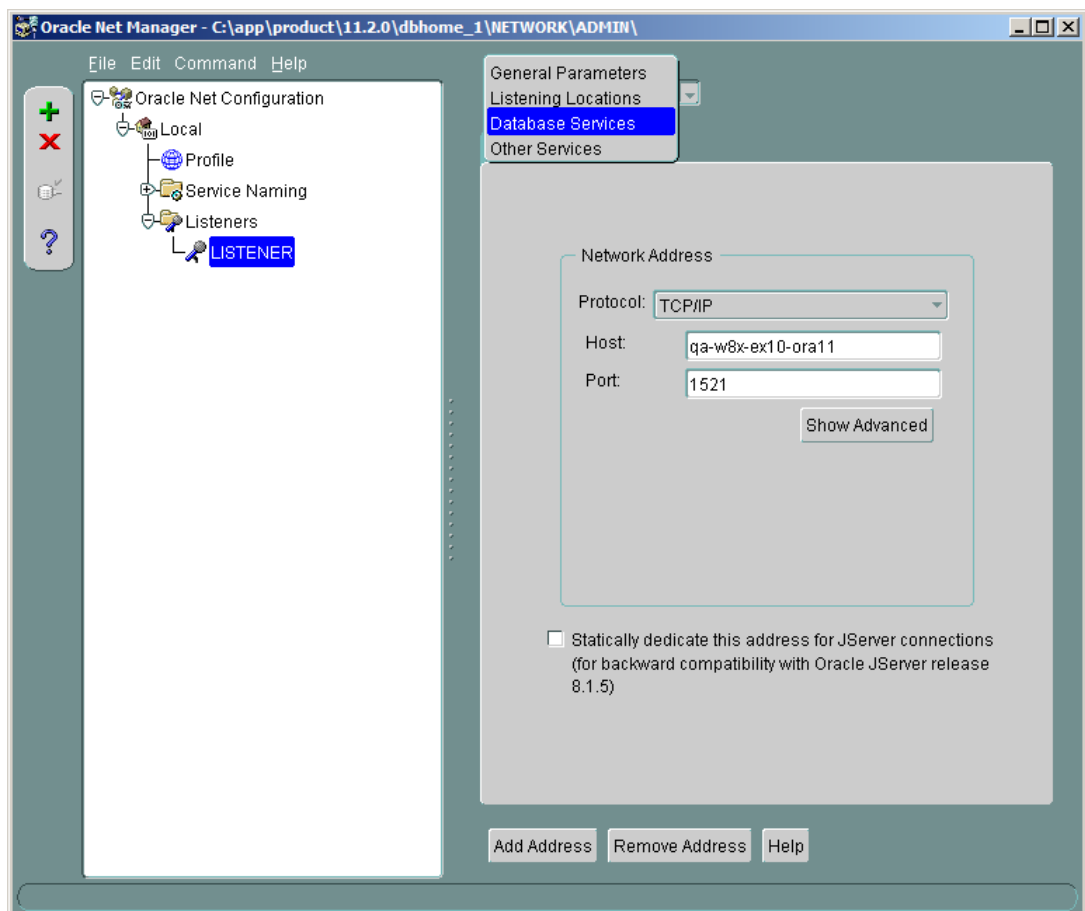 Oracle Net Manager - C:\app\product\11.2.0\dbhome_1\NETWORK\ADMIN\
File Edit Command Help
Oracle Net Configuration
Local
Profile
Service Naming
Listeners
LISTENER
General Parameters
Listening Locations
Database Services
Other Services
Network Address
Protocol: TCP/IP
Host: qa-w8x-ex10-ora11
Port: 1521
Show Advanced
Statically dedicate this address for JServer connections
(for backward compatibility with Oracle JServer release
8.1.5)
Add Address Remove Address Help